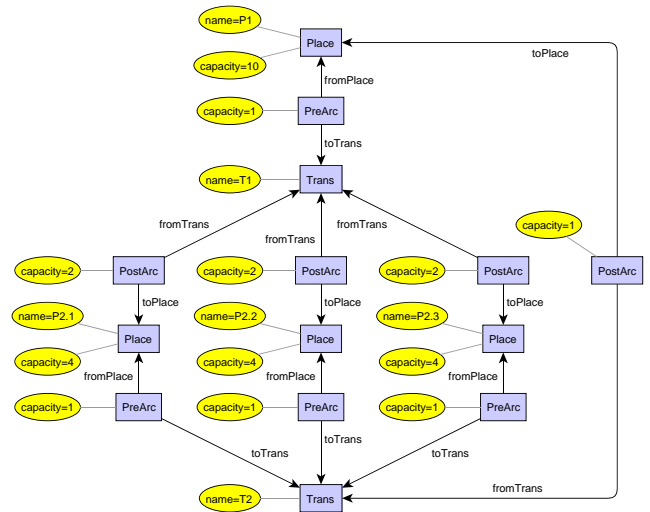 name=P1
Place
capacity=10
toPlace
fromPlace
capacity=1
PreArc
toTrans
name=T1
Trans
fromTrans
fromTrans
fromTrans
capacity=1
capacity=2
PostArc
capacity=2
PostArc
capacity=2
PostArc
PostArc
toPlace
toPlace
toPlace
name=P2.1
name=P2.2
name=P2.3
Place
Place
Place
capacity=4
capacity=4
capacity=4
fromPlace
fromPlace
fromPlace
capacity=1
PreArc
capacity=1
PreArc
capacity=1
PreArc
toTrans
toTrans
toTrans
name=T2
Trans
fromTrans